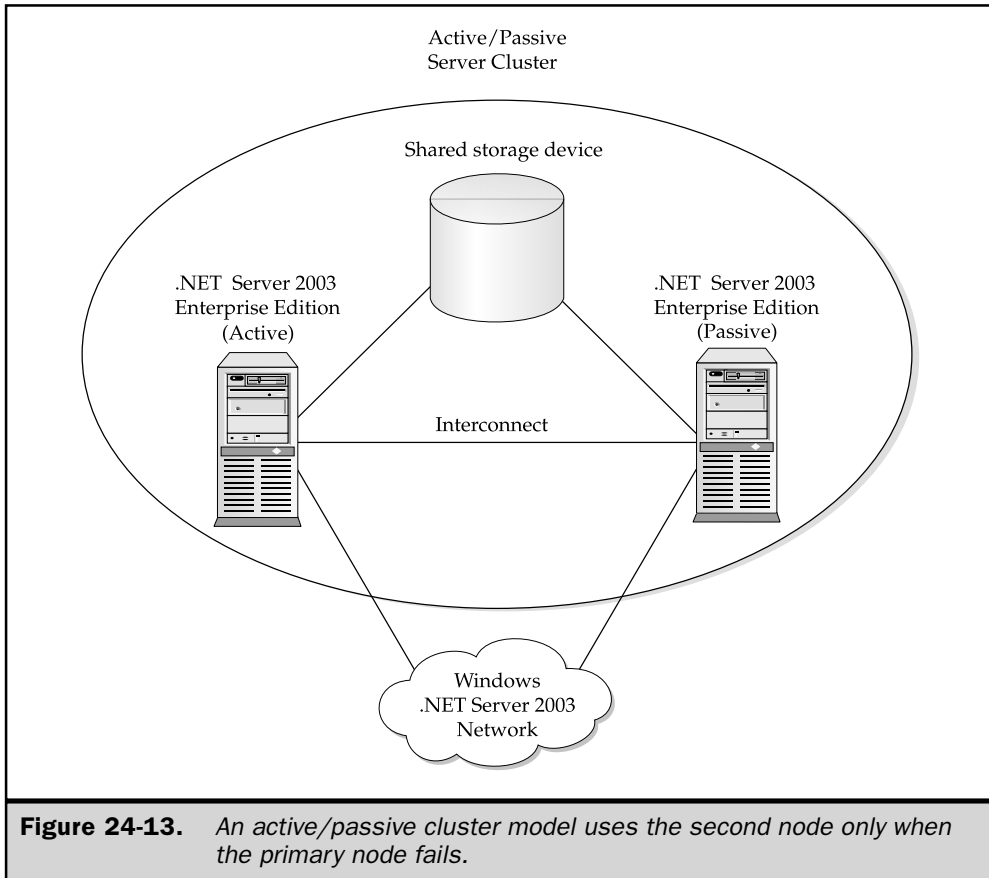 Active/Passive
Server Cluster
Shared storage device
.NET Server 2003
Enterprise Edition
(Active)
.NET Server 2003
Enterprise Edition
(Passive)
Interconnect
Windows
.NET Server 2003
Network
Figure 24-13. An active/passive cluster model uses the second node only when
the primary node fails.